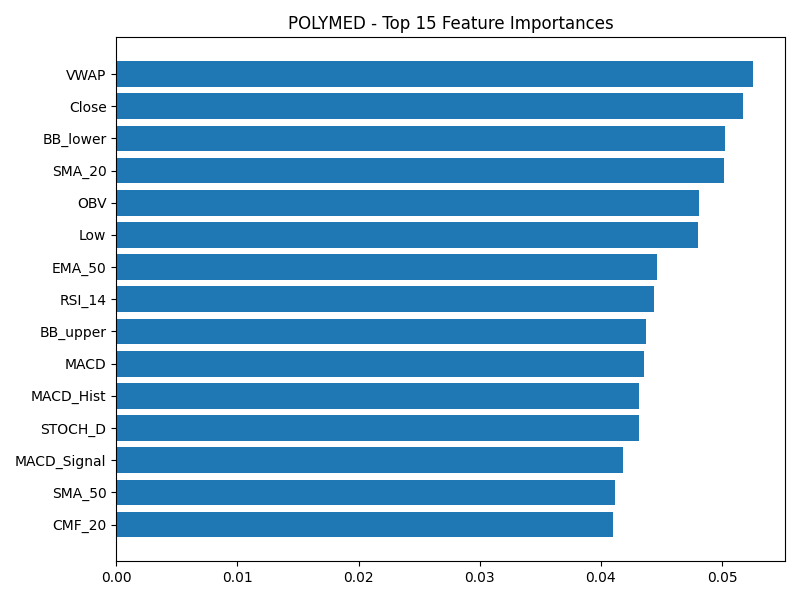 POLYMED - Top 15 Feature Importances
VWAP
Close
BB_lower
SMA_20
OBV
Low
EMA_50
RSI_14
BB_upper
MACD
MACD_Hist
STOCH_D
MACD_Signal
SMA_50
CMF_20
0.00 0.01 0.02 0.03 0.04 0.05